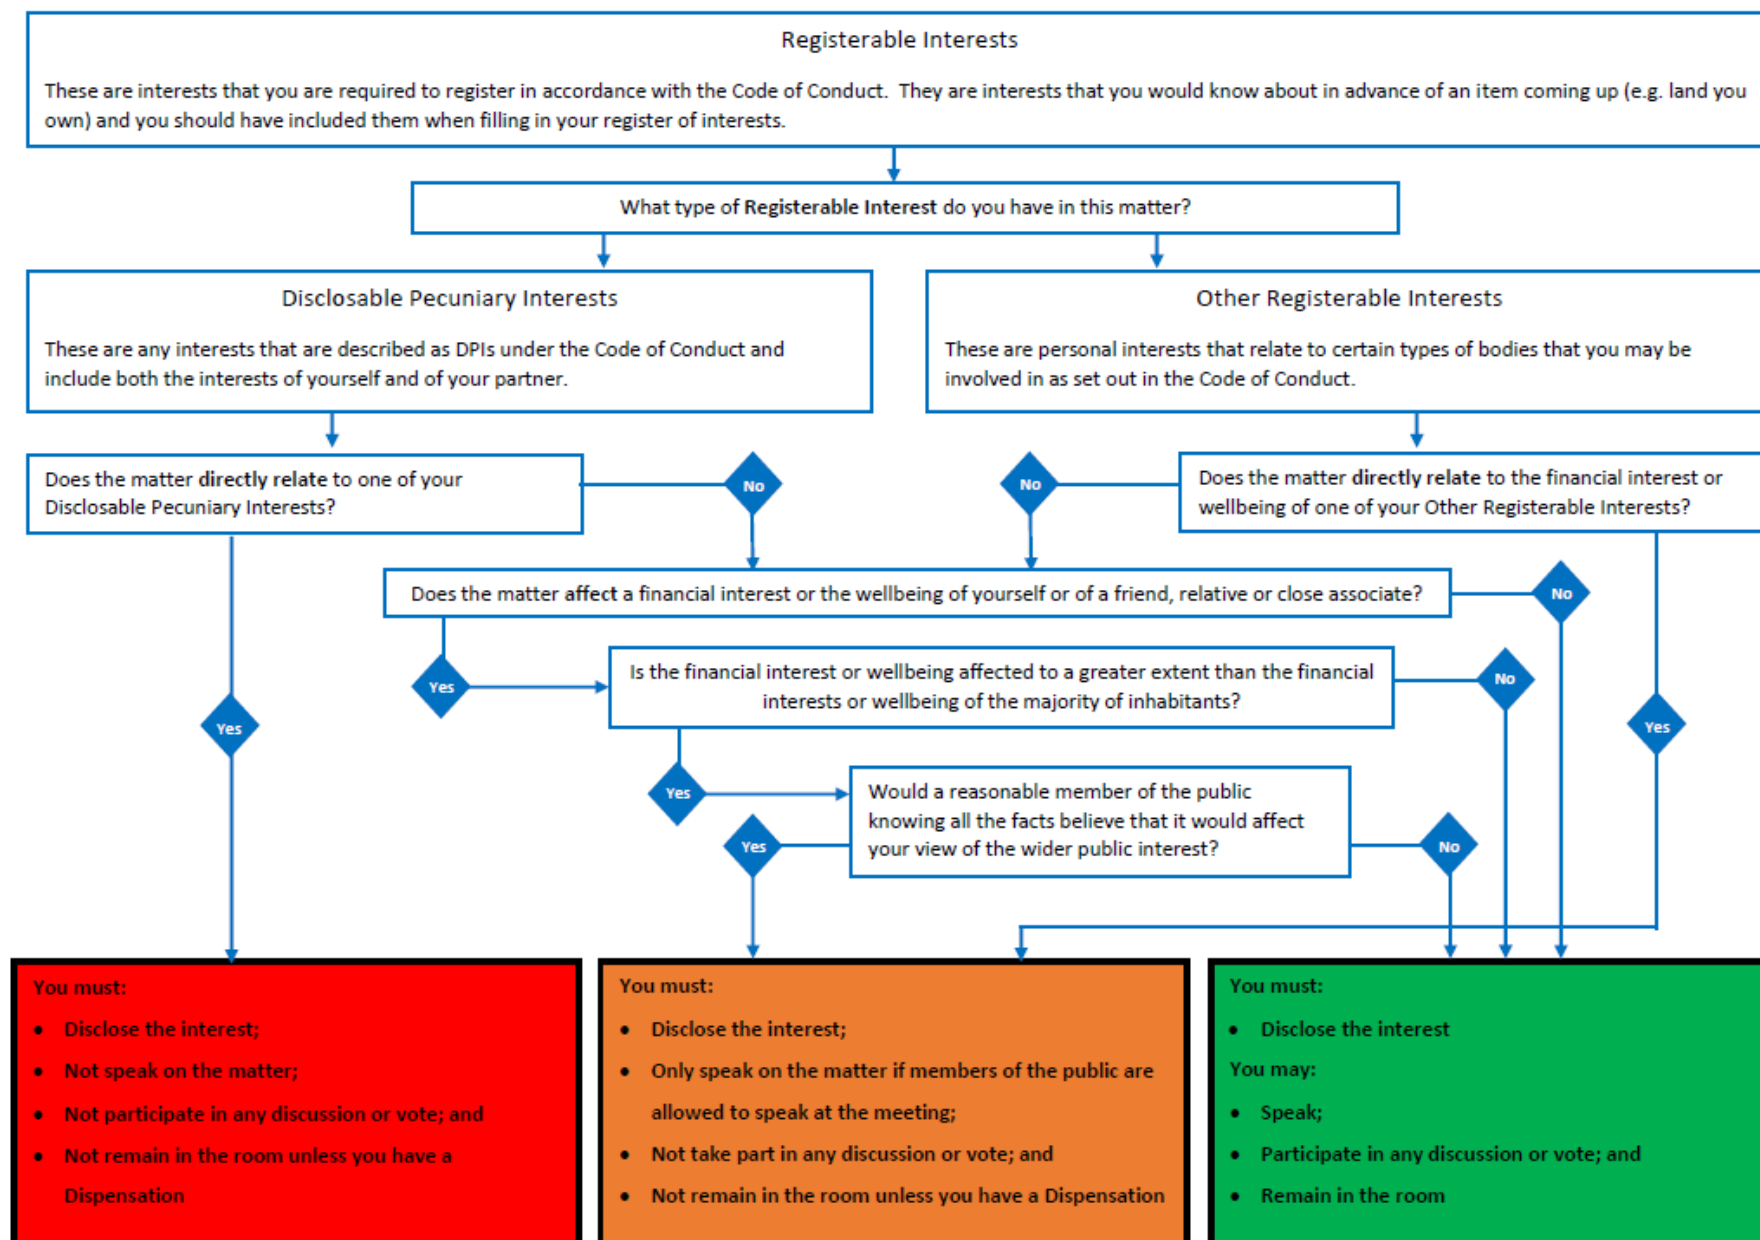 Registerable Interests
These are interests that you are required to register in accordance with the Code of Conduct. They are interests that you would know about in advance of an item coming up (e.g. land you
own) and you should have included them when filling in your register of interests.
What type of Registerable Interest do you have in this matter?
Disclosable Pecuniary Interests
These are any interests that are described as DPIs under the Code of Conduct and
include both the interests of yourself and of your partner.
Other Registerable Interests
These are personal interests that relate to certain types of bodies that you may be
involved in as set out in the Code of Conduct.
Does the matter directly relate to one of your
Disclosable Pecuniary Interests?
No
No
Does the matter directly relate to the financial interest or
wellbeing of one of your Other Registerable Interests?
Does the matter affect a financial interest or the wellbeing of yourself or of a friend, relative or close associate?
No
Yes
Is the financial interest or wellbeing affected to a greater extent than the financial
interests or wellbeing of the majority of inhabitants?
No
Yes
Yes
Yes
Would a reasonable member of the public
knowing all the facts believe that it would affect
your view of the wider public interest?
Yes
No
You must:
• Disclose the interest;
• Not speak on the matter;
• Not participate in any discussion or vote; and
• Not remain in the room unless you have a
Dispensation
You must:
• Disclose the interest;
• Only speak on the matter if members of the public are
allowed to speak at the meeting;
• Not take part in any discussion or vote; and
• Not remain in the room unless you have a Dispensation
You must:
• Disclose the interest
You may:
• Speak;
• Participate in any discussion or vote; and
• Remain in the room